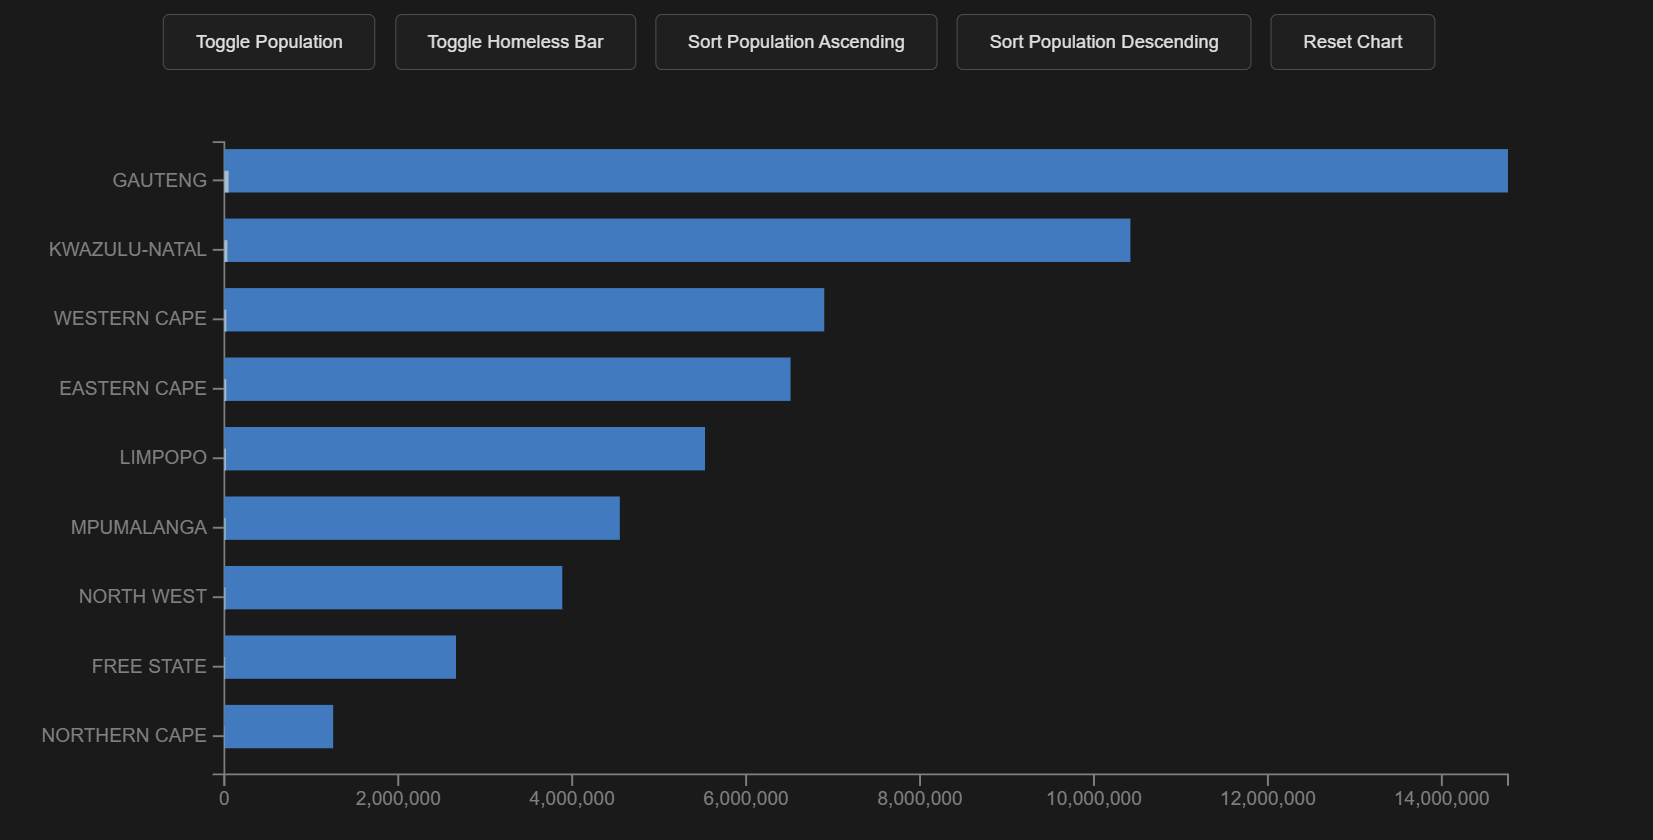 Toggle Population
Toggle Homeless Bar
Sort Population Ascending
Sort Population Descending
Reset Chart
GAUTENG
KWAZULU-NATAL
WESTERN CAPE
EASTERN CAPE
LIMPOPO
MPUMALANGA
NORTH WEST
FREE STATE
NORTHERN CAPE
0 2,000,000 4,000,000 6,000,000 8,000,000 10,000,000 12,000,000 14,000,000